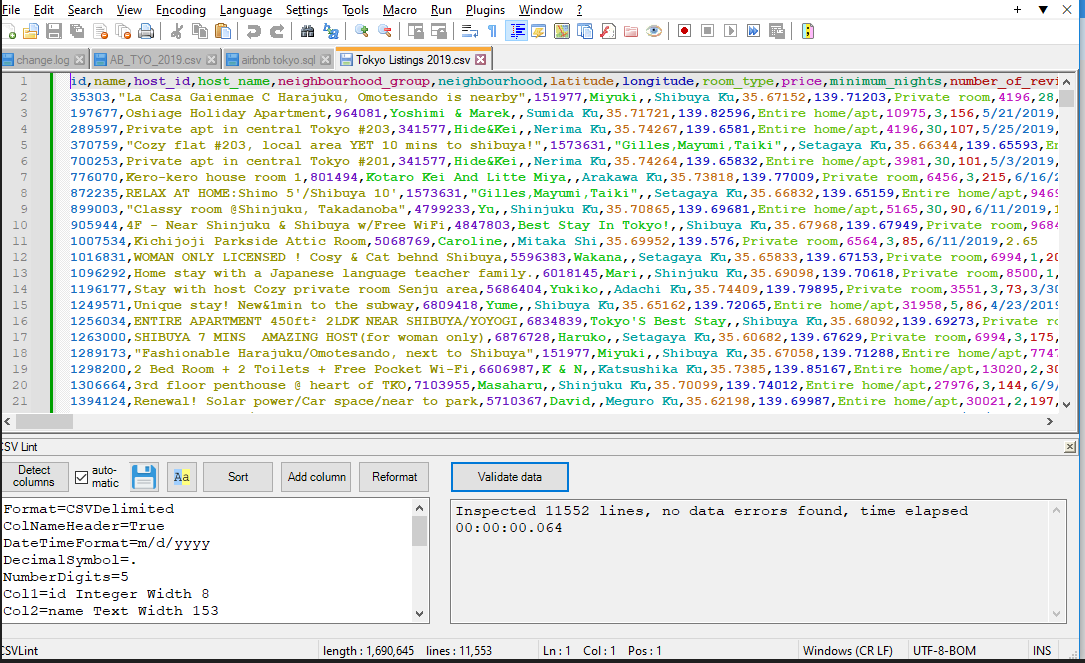 File Edit Search View Encoding Language Settings Tools Macro Run Plugins Window ?
change.log AB_TYO_2019.csv airbnb tokyo.sql Tokyo Listings 2019.csv
1 id,name,host_id,host_name,neighbourhood_group,neighbourhood,latitude,longitude,room_type,price,minimum_nights,number_of_revi
2 35303,"La Casa Gaienmae C Harajuku, Omotesando is nearby",151977,Miyuki,,Shibuya Ku,35.67152,139.71203,Private room,4196,28,
3 197677,Oshiage Holiday Apartment,964081,Yoshimi & Marek,,Sumida Ku,35.71721,139.82596,Entire home/apt,10975,3,156,5/21/2019,
4 289597,Private apt in central Tokyo #203,341577,Hide&Kei,,Nerima Ku,35.74267,139.6581,Entire home/apt,4196,30,107,5/25/2019,
5 370759,"Cozy flat #203, local area YET 10 mins to shibuya!",1573631,"Gilles,Mayumi,Taiki",,Setagaya Ku,35.66344,139.65593,En
6 700253,Private apt in central Tokyo #201,341577,Hide&Kei,,Nerima Ku,35.74264,139.65832,Entire home/apt,3981,30,101,5/3/2019,
7 776070,Kero-kero house room 1,801494,Kotaro Kei And Litte Miya,,Arakawa Ku,35.73818,139.77009,Private room,6456,3,215,6/16/2
8 872235,RELAX AT HOME:Shimo 5'/Shibuya 10',1573631,"Gilles,Mayumi,Taiki",,Setagaya Ku,35.66832,139.65159,Entire home/apt,9469
9 899003,"Classy room @Shinjuku, Takadanoba",4799233,Yu,,Shinjuku Ku,35.70865,139.69681,Entire home/apt,5165,30,90,6/11/2019,1
10 905944,4F - Near Shinjuku & Shibuya w/Free WiFi,4847803,Best Stay In Tokyo!,,Shibuya Ku,35.67968,139.67949,Private room,9684
11 1007534,Kichijoji Parkside Attic Room,5068769,Caroline,,Mitaka Shi,35.69952,139.576,Private room,6564,3,85,6/11/2019,2.65
12 1016831,WOMAN ONLY LICENSED ! Cosy & Cat behnd Shibuya,5596383,Wakana,,Setagaya Ku,35.65833,139.67153,Private room,6994,1,20
13 1096292,Home stay with a Japanese language teacher family.,6018145,Mari,,Shinjuku Ku,35.69098,139.70618,Private room,8500,1,
14 1196177,Stay with host Cozy private room Senju area,5686404,Yukiko,,Adachi Ku,35.74409,139.79895,Private room,3551,3,73,3/30
15 1249571,Unique stay! New&1min to the subway,6809418,Yume,,Shibuya Ku,35.65162,139.72065,Entire home/apt,31958,5,86,4/23/2019
16 1256034,ENTIRE APARTMENT 450ft² 2LDK NEAR SHIBUYA/YOYOGI,6834839,Tokyo'S Best Stay,,Shibuya Ku,35.68092,139.69273,Private ro
17 1263000,SHIBUYA 7 MINS  AMAZING HOST(for woman only),6876728,Haruko,,Setagaya Ku,35.60682,139.67629,Private room,6994,3,175,
18 1289173,"Fashionable Harajuku/Omotesando, next to Shibuya",151977,Miyuki,,Shibuya Ku,35.67058,139.71288,Entire home/apt,7747
19 1298200,2 Bed Room + 2 Toilets + Free Pocket Wi-Fi,6606987,K & N,,Katsushika Ku,35.7385,139.85167,Entire home/apt,13020,2,30
20 1306664,3rd floor penthouse @ heart of TKO,7103955,Masaharu,,Shinjuku Ku,35.70099,139.74012,Entire home/apt,27976,3,144,6/9/
21 1394124,Renewal! Solar power/Car space/near to park,5710367,David,,Meguro Ku,35.62198,139.69987,Entire home/apt,30021,2,197,
CSV Lint
Detect columns auto-matic Aa Sort Add column Reformat Validate data
Format=CSVDelimited
ColNameHeader=True
DateTimeFormat=m/d/yyyy
DecimalSymbol=.
NumberDigits=5
Col1=id Integer Width 8
Col2=name Text Width 153
Inspected 11552 lines, no data errors found, time elapsed
00:00:00.064
CSVLint length : 1,690,645 lines : 11,553 Ln : 1 Col : 1 Pos : 1 Windows (CR LF) UTF-8-BOM INS